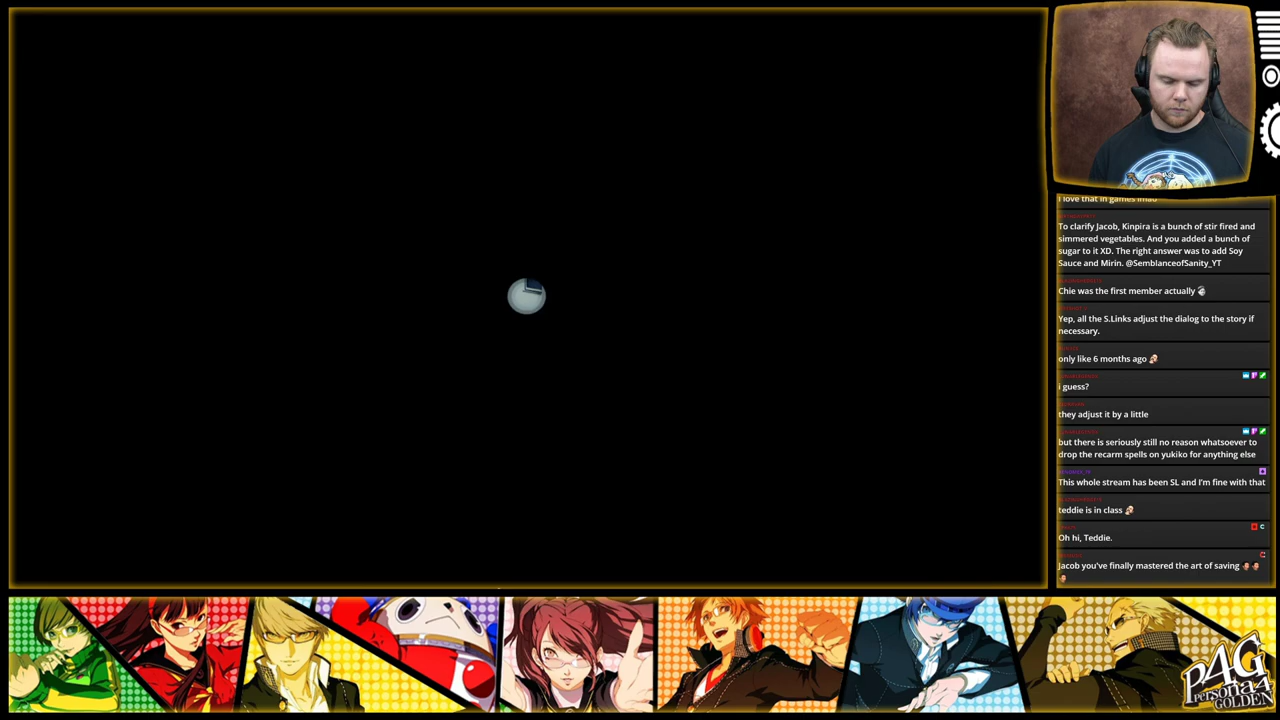 I love that in games lmao
To clarify Jacob, Kinpira is a bunch of stir fired and
simmered vegetables. And you added a bunch of
sugar to it XD. The right answer was to add Soy
Sauce and Mirin. @SemblanceofSanity_YT
Chie was the first member actually
Yep, all the S.Links adjust the dialog to the story if
necessary.
only like 6 months ago
i guess?
they adjust it by a little
but there is seriously still no reason whatsoever to
drop the recarm spells on yukiko for anything else
This whole stream has been SL and I'm fine with that
teddie is in class
Oh hi, Teddie.
Jacob you've finally mastered the art of saving
P4G
Persona4
GOLDEN